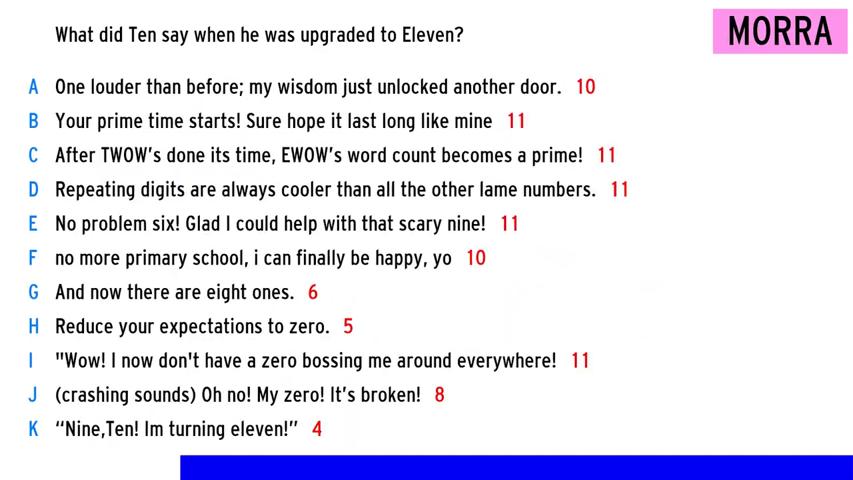 What did Ten say when he was upgraded to Eleven?
MORRA
A One louder than before; my wisdom just unlocked another door. 10
B Your prime time starts! Sure hope it last long like mine 11
C After TWOW's done its time, EWOW's word count becomes a prime! 11
D Repeating digits are always cooler than all the other lame numbers. 11
E No problem six! Glad I could help with that scary nine! 11
F no more primary school, i can finally be happy, yo 10
G And now there are eight ones. 6
H Reduce your expectations to zero. 5
I "Wow! I now don't have a zero bossing me around everywhere! 11
J (crashing sounds) Oh no! My zero! It's broken! 8
K “Nine,Ten! Im turning eleven!” 4